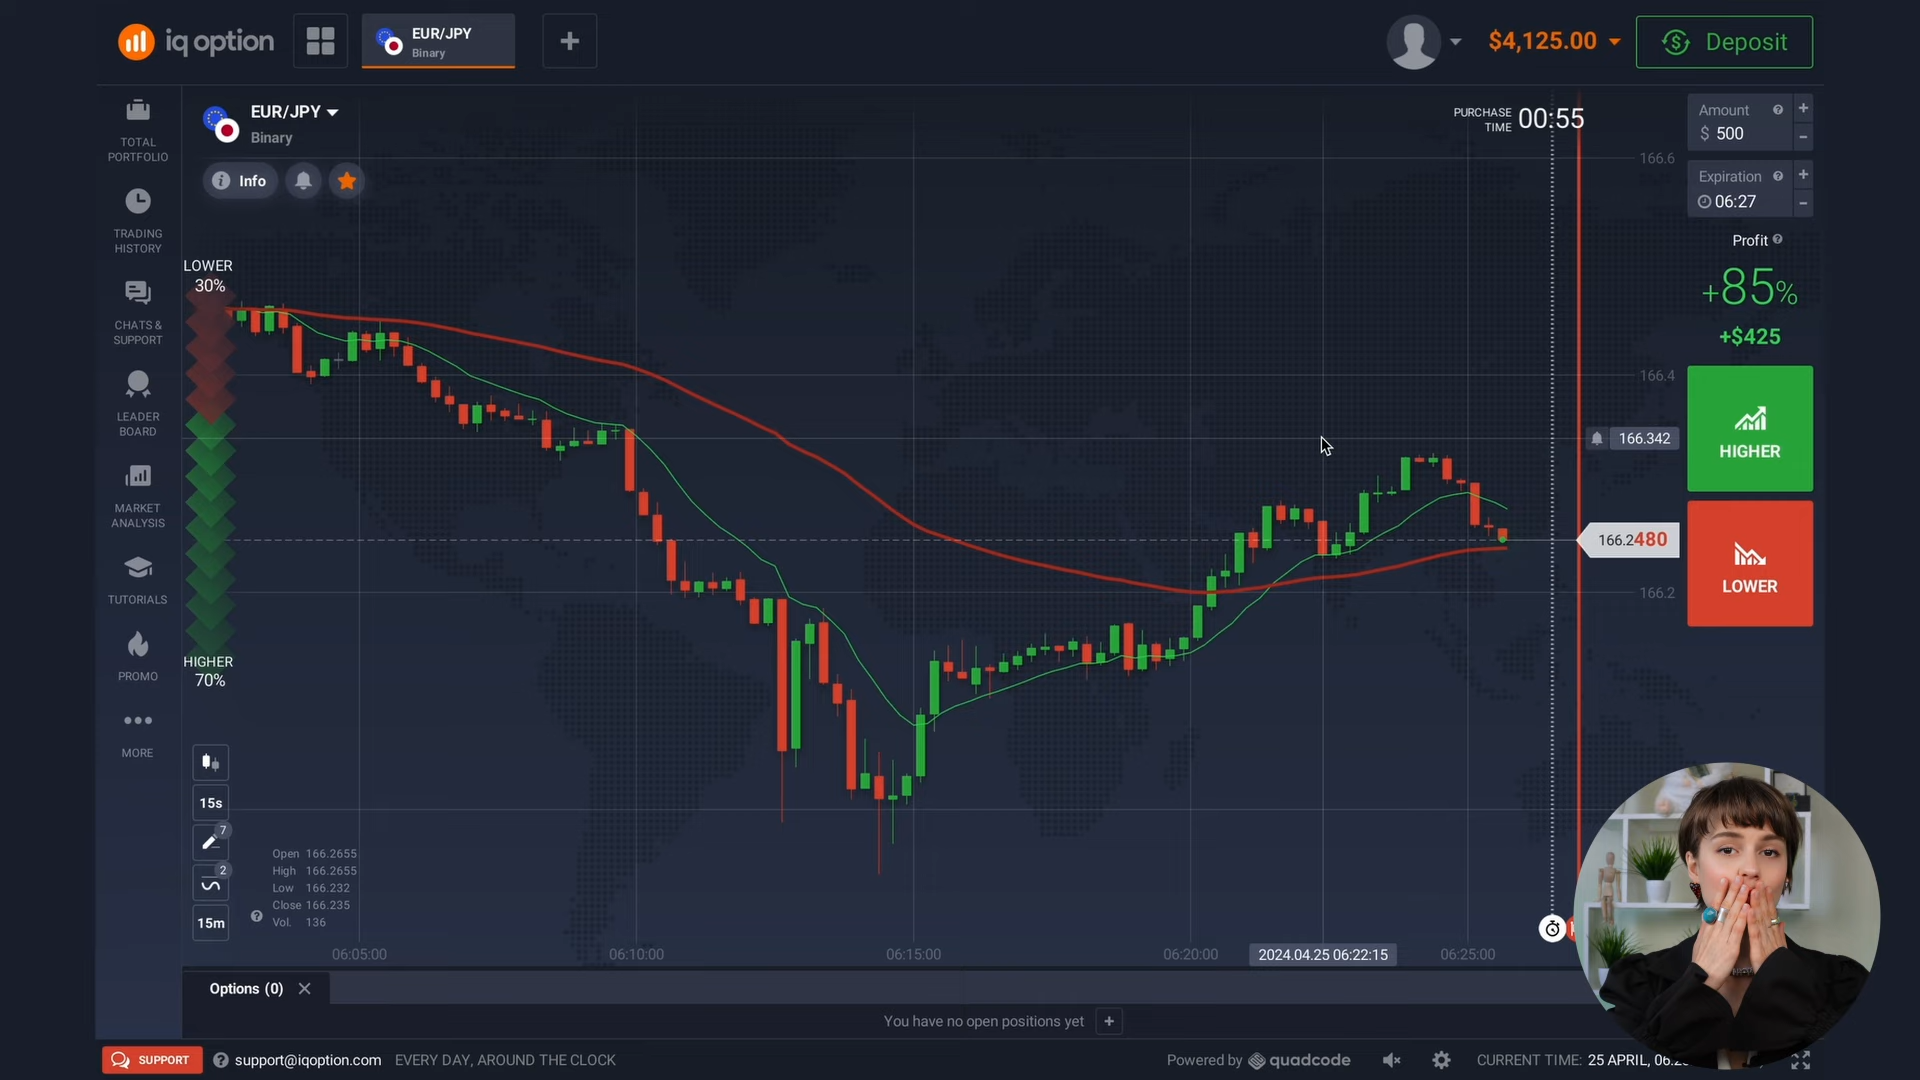 iq option
EUR/JPY
Binary
$4,125.00
Deposit
TOTAL
PORTFOLIO
TRADING
HISTORY
CHATS &
SUPPORT
LEADER
BOARD
MARKET
ANALYSIS
TUTORIALS
PROMO
MORE
EUR/JPY
Binary
Info
PURCHASE
TIME 00:55
LOWER
30%
HIGHER
70%
15s
7
2
15m
Open 166.2655
High 166.2655
Low 166.232
Close 166.235
Vol. 136
166.6
166.4
166.342
166.2480
166.2
06:05:00
06:10:00
06:15:00
06:20:00
2024.04.25 06:22:15
06:25:00
Amount
$ 500
Expiration
06:27
Profit
+85%
+$425
HIGHER
LOWER
Options (0)
You have no open positions yet
SUPPORT
support@iqoption.com EVERY DAY, AROUND THE CLOCK
Powered by quadcode
CURRENT TIME: 25 APRIL,